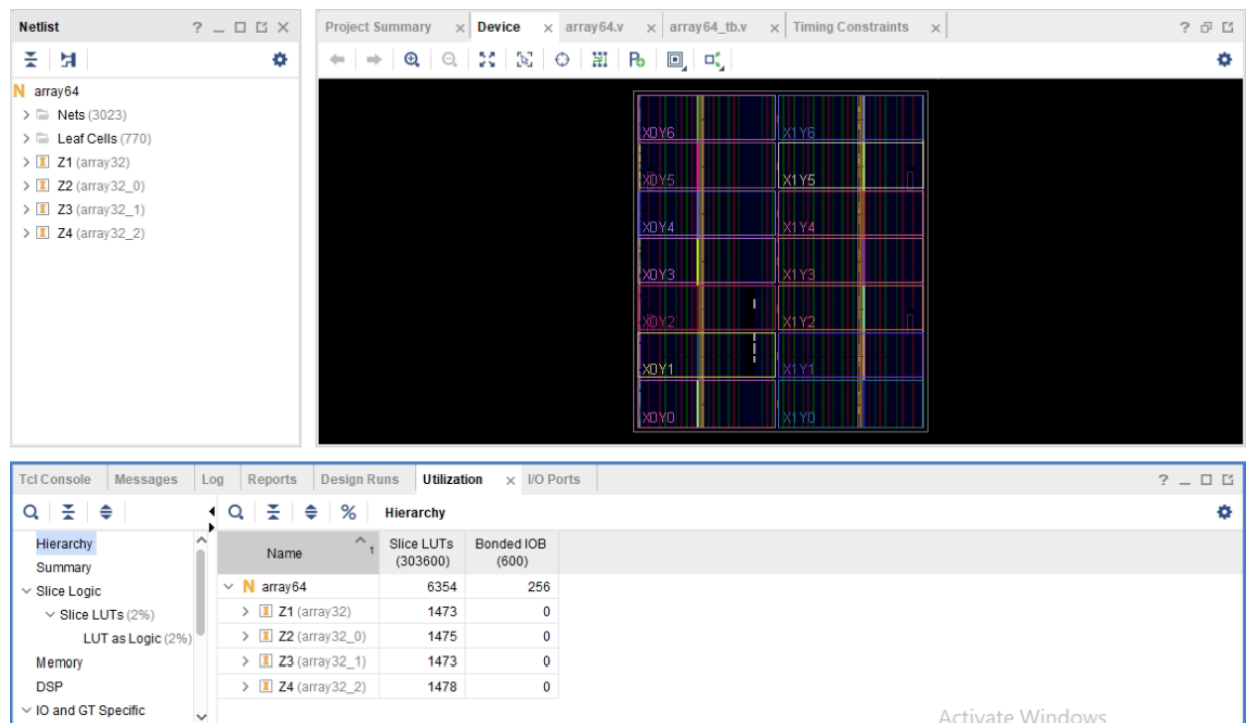 Netlist ? _ X
array64
Nets (3023)
Leaf Cells (770)
Z1 (array32)
Z2 (array32_0)
Z3 (array32_1)
Z4 (array32_2)
Project Summary x Device x array64.v x array64_tb.v x Timing Constraints x ?
X0Y6 X1Y6
X0Y5 X1Y5
X0Y4 X1Y4
X0Y3 X1Y3
X0Y2 X1Y2
X0Y1 X1Y1
X0Y0 X1Y0
Tcl Console Messages Log Reports Design Runs Utilization x I/O Ports ? _
% Hierarchy
Hierarchy
Summary
Slice Logic
Slice LUTs (2%)
LUT as Logic (2%)
Memory
DSP
IO and GT Specific
Name 1 Slice LUTs (303600) Bonded IOB (600)
N array64 6354 256
Z1 (array32) 1473 0
Z2 (array32_0) 1475 0
Z3 (array32_1) 1473 0
Z4 (array32_2) 1478 0
Activate Windows